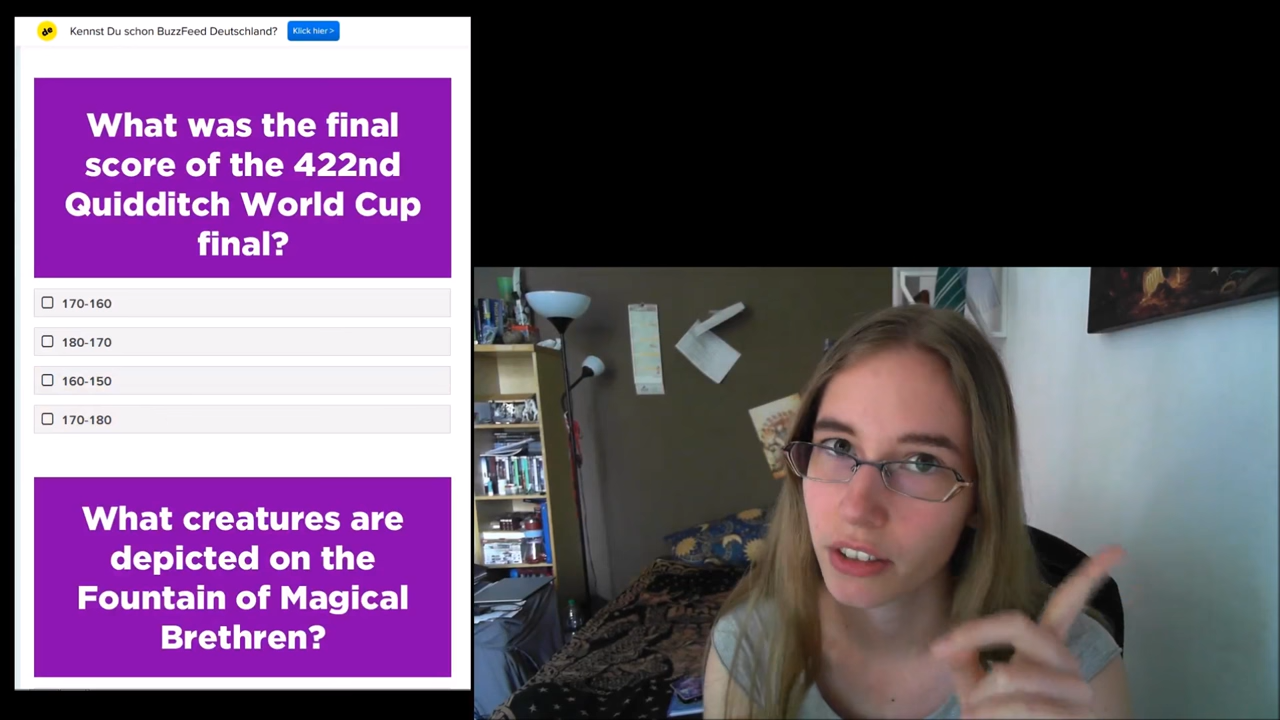 de
Kennst Du schon BuzzFeed Deutschland?
Klick hier >
What was the final
score of the 422nd
Quidditch World Cup
final?
170-160
180-170
160-150
170-180
What creatures are
depicted on the
Fountain of Magical
Brethren?